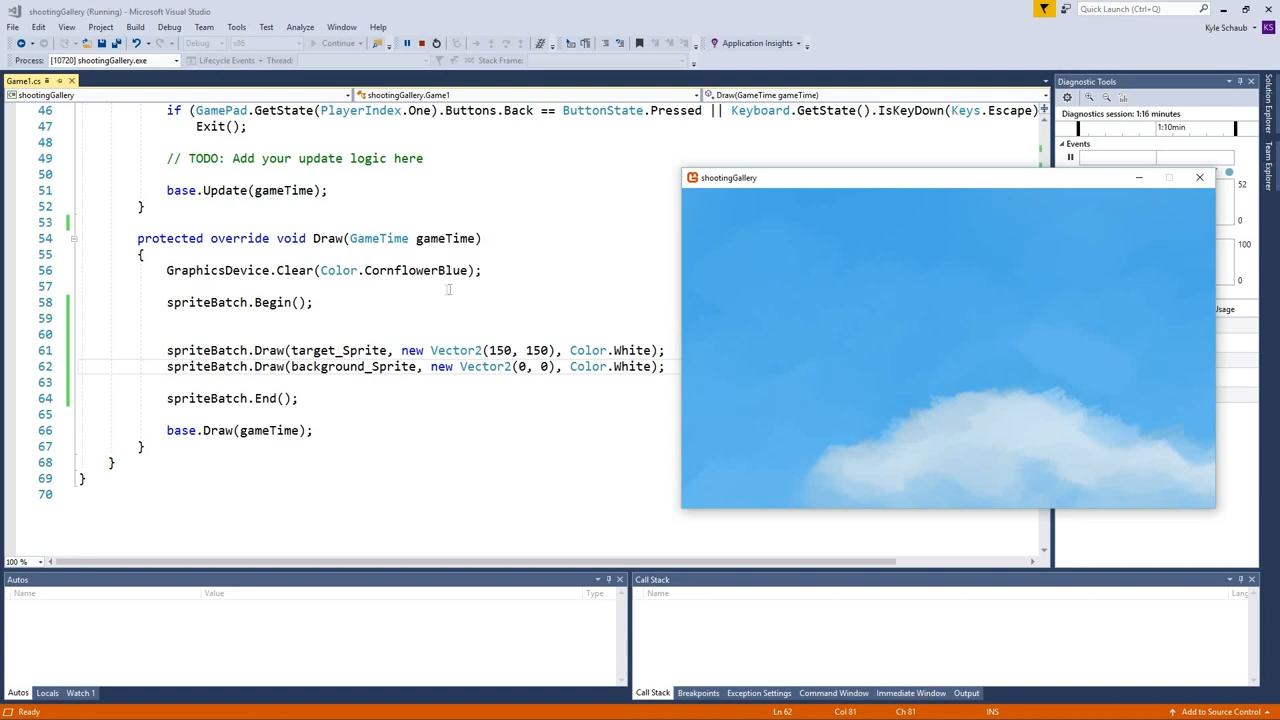 shootingGallery (Running) - Microsoft Visual Studio
Quick Launch (Ctrl+Q)
File Edit View Project Build Debug Team Tools Test Analyze Window Help
Kyle Schaub KS
Debug x86 Continue Application Insights
Process: [10720] shootingGallery.exe Lifecycle Events Thread: Stack Frame:
Game1.cs
shootingGallery shootingGallery.Game1 Draw(GameTime gameTime)
46 if (GamePad.GetState(PlayerIndex.One).Buttons.Back == ButtonState.Pressed || Keyboard.GetState().IsKeyDown(Keys.Escape)
47 Exit();
48
49 // TODO: Add your update logic here
50
51 base.Update(gameTime);
52 }
53
54 protected override void Draw(GameTime gameTime)
55 {
56 GraphicsDevice.Clear(Color.CornflowerBlue);
57
58 spriteBatch.Begin();
59
60
61 spriteBatch.Draw(target_Sprite, new Vector2(150, 150), Color.White);
62 spriteBatch.Draw(background_Sprite, new Vector2(0, 0), Color.White);
63
64 spriteBatch.End();
65
66 base.Draw(gameTime);
67 }
68 }
69 }
70
100 %
shootingGallery
Diagnostic Tools
Diagnostics session: 1:16 minutes
1:10min
Events
52
0
100
0
Usage
Solution Explorer
Team Explorer
Autos
Name Value Type
Autos Locals Watch 1
Call Stack
Name Lang
Call Stack Breakpoints Exception Settings Command Window Immediate Window Output
Ready Ln 62 Col 81 Ch 81 INS Add to Source Control